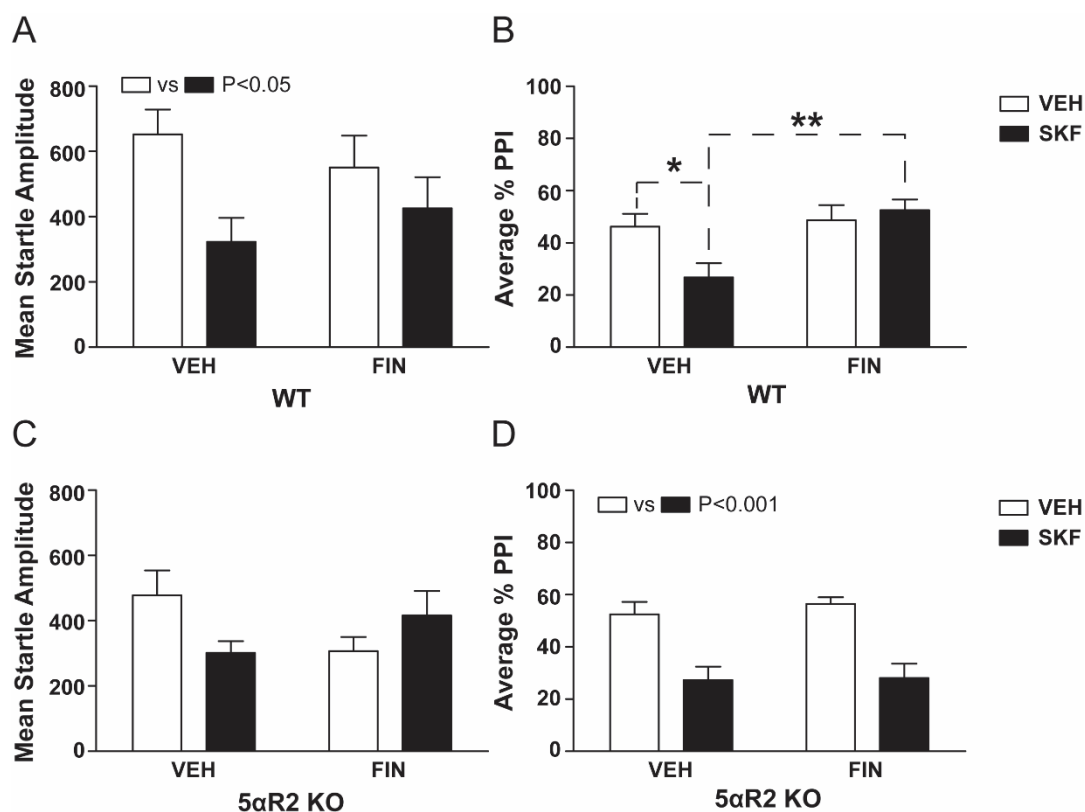 A
Mean Startle Amplitude
800
600
400
200
0
vs P<0.05
VEH FIN
WT
B
Average % PPI
100
80
60
40
20
0
*
**
VEH FIN
WT
VEH
SKF
C
Mean Startle Amplitude
800
600
400
200
0
VEH FIN
5αR2 KO
D
Average % PPI
100
80
60
40
20
0
vs P<0.001
VEH FIN
5αR2 KO
VEH
SKF